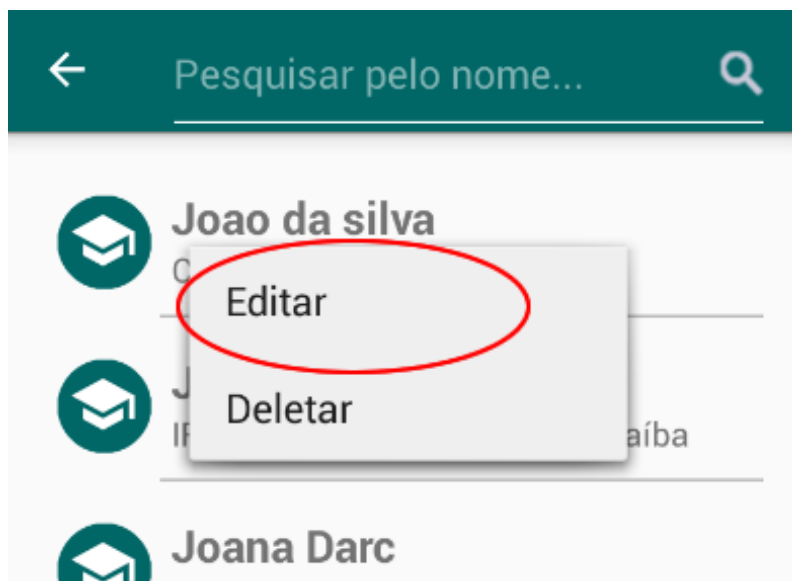 Pesquisar pelo nome...
Joao da silva
Editar
Deletar
aíba
Joana Darc